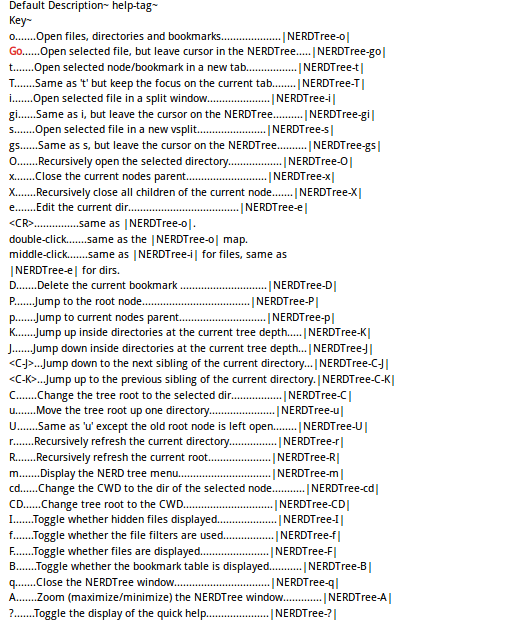 Default Description~ help-tag~
Key~
o.......Open files, directories and bookmarks......................|NERDTree-o|
Go......Open selected file, but leave cursor in the NERDTree.....|NERDTree-go|
t.......Open selected node/bookmark in a new tab.................|NERDTree-t|
T.......Same as 't' but keep the focus on the current tab........|NERDTree-T|
i.......Open selected file in a split window.......................|NERDTree-i|
gi......Same as i, but leave the cursor on the NERDTree..........|NERDTree-gi|
s.......Open selected file in a new vsplit.........................|NERDTree-s|
gs......Same as s, but leave the cursor on the NERDTree..........|NERDTree-gs|
O.......Recursively open the selected directory..................|NERDTree-O|
x.......Close the current nodes parent...........................|NERDTree-x|
X.......Recursively close all children of the current node.......|NERDTree-X|
e.......Edit the current dir.....................................|NERDTree-e|
<CR>...............same as |NERDTree-o|.
double-click.......same as the |NERDTree-o| map.
middle-click.......same as |NERDTree-i| for files, same as
|NERDTree-e| for dirs.
D.......Delete the current bookmark .............................|NERDTree-D|
P.......Jump to the root node....................................|NERDTree-P|
p.......Jump to current nodes parent.............................|NERDTree-p|
K.......Jump up inside directories at the current tree depth.....|NERDTree-K|
J.......Jump down inside directories at the current tree depth...|NERDTree-J|
<C-J>...Jump down to the next sibling of the current directory...|NERDTree-C-J|
<C-K>...Jump up to the previous sibling of the current directory.|NERDTree-C-K|
C.......Change the tree root to the selected dir.................|NERDTree-C|
u.......Move the tree root up one directory......................|NERDTree-u|
U.......Same as 'u' except the old root node is left open........|NERDTree-U|
r.......Recursively refresh the current directory................|NERDTree-r|
R.......Recursively refresh the current root.....................|NERDTree-R|
m.......Display the NERD tree menu...............................|NERDTree-m|
cd......Change the CWD to the dir of the selected node...........|NERDTree-cd|
CD......Change tree root to the CWD..............................|NERDTree-CD|
I.......Toggle whether hidden files displayed....................|NERDTree-I|
f.......Toggle whether the file filters are used.................|NERDTree-f|
F.......Toggle whether files are displayed.......................|NERDTree-F|
B.......Toggle whether the bookmark table is displayed...........|NERDTree-B|
q.......Close the NERDTree window................................|NERDTree-q|
A.......Zoom (maximize/minimize) the NERDTree window.............|NERDTree-A|
?.......Toggle the display of the quick help.....................|NERDTree-?|